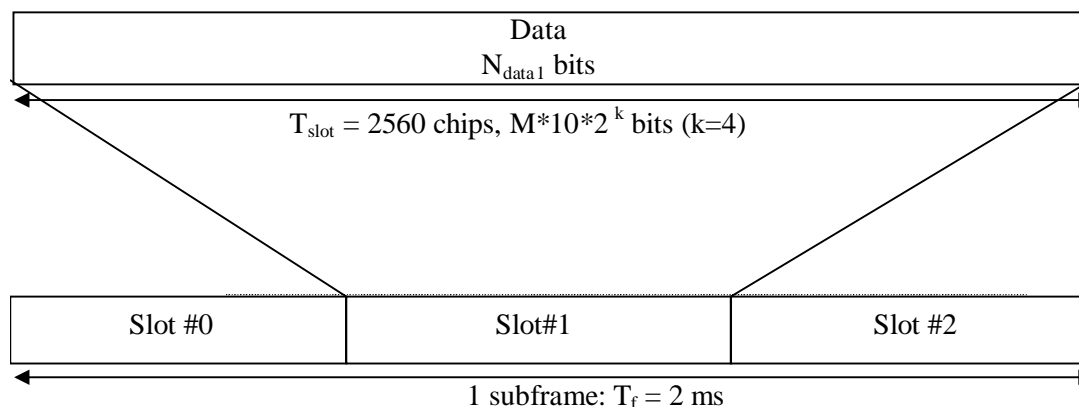 Data
N_data1 bits
T_slot = 2560 chips, M*10*2^k bits (k=4)
Slot #0 Slot#1 Slot #2
1 subframe: T_f = 2 ms